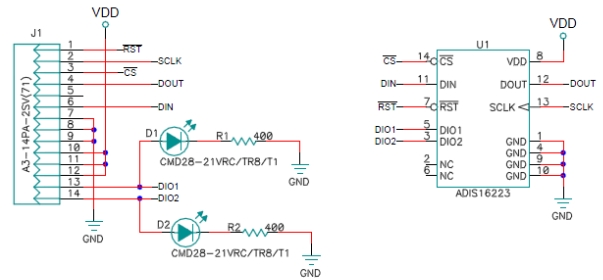 VDD
J1
A3-14PA-2SV(71)
1 RST
2 SCLK
3 CS
4 DOUT
5
6 DIN
7
8
9
10
11
12
13 DIO1
14 DIO2
GND
D1
CMD28-21VRC/TR8/T1
R1 400
GND
D2
CMD28-21VRC/TR8/T1
R2 400
GND
VDD
U1
CS 14 CS VDD 8
DIN 11 DIN DOUT 12 DOUT
RST 7 RST SCLK 13 SCLK
DIO1 5 DIO1 GND 1
DIO2 3 DIO2 GND 4
2 NC GND 9
6 NC GND 10
ADIS16223
GND